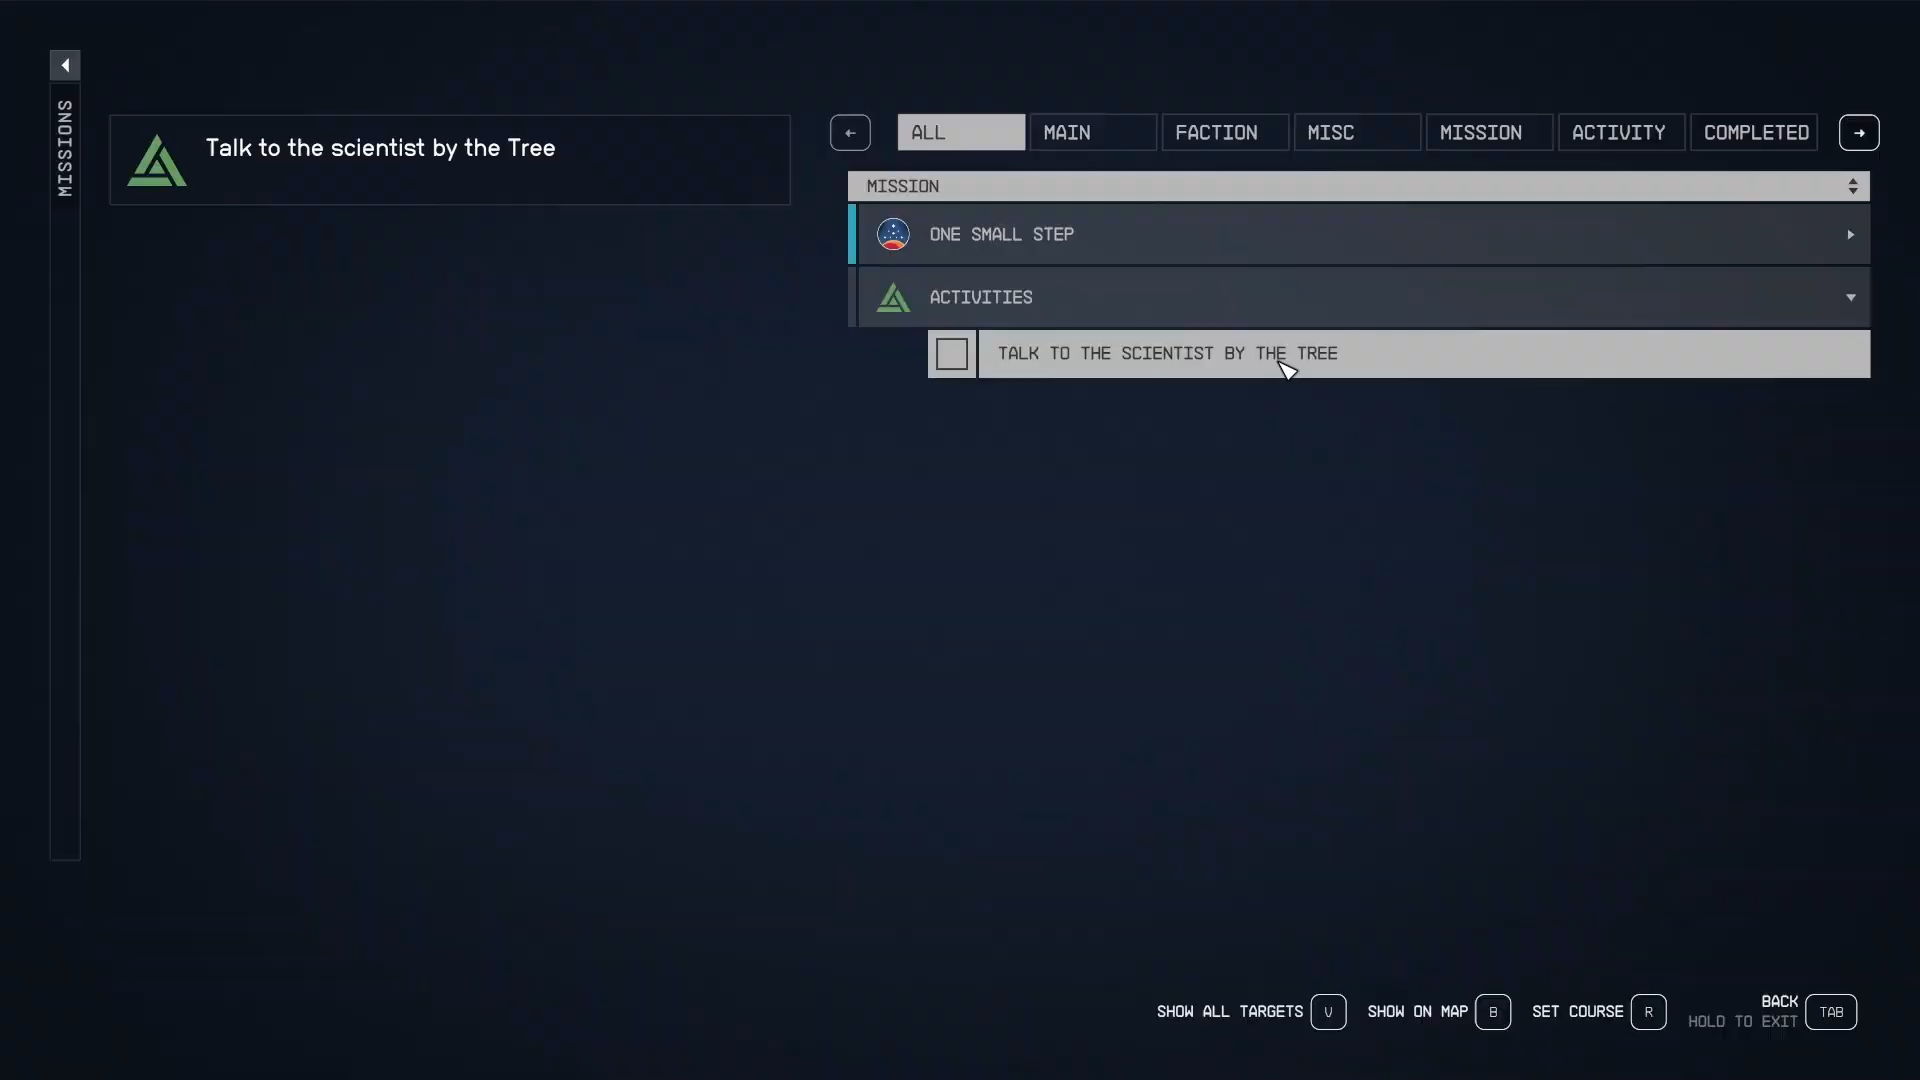 MISSIONS
Talk to the scientist by the Tree
ALL
MAIN
FACTION
MISC
MISSION
ACTIVITY
COMPLETED
MISSION
ONE SMALL STEP
ACTIVITIES
TALK TO THE SCIENTIST BY THE TREE
SHOW ALL TARGETS V
SHOW ON MAP B
SET COURSE R
BACK
HOLD TO EXIT
TAB